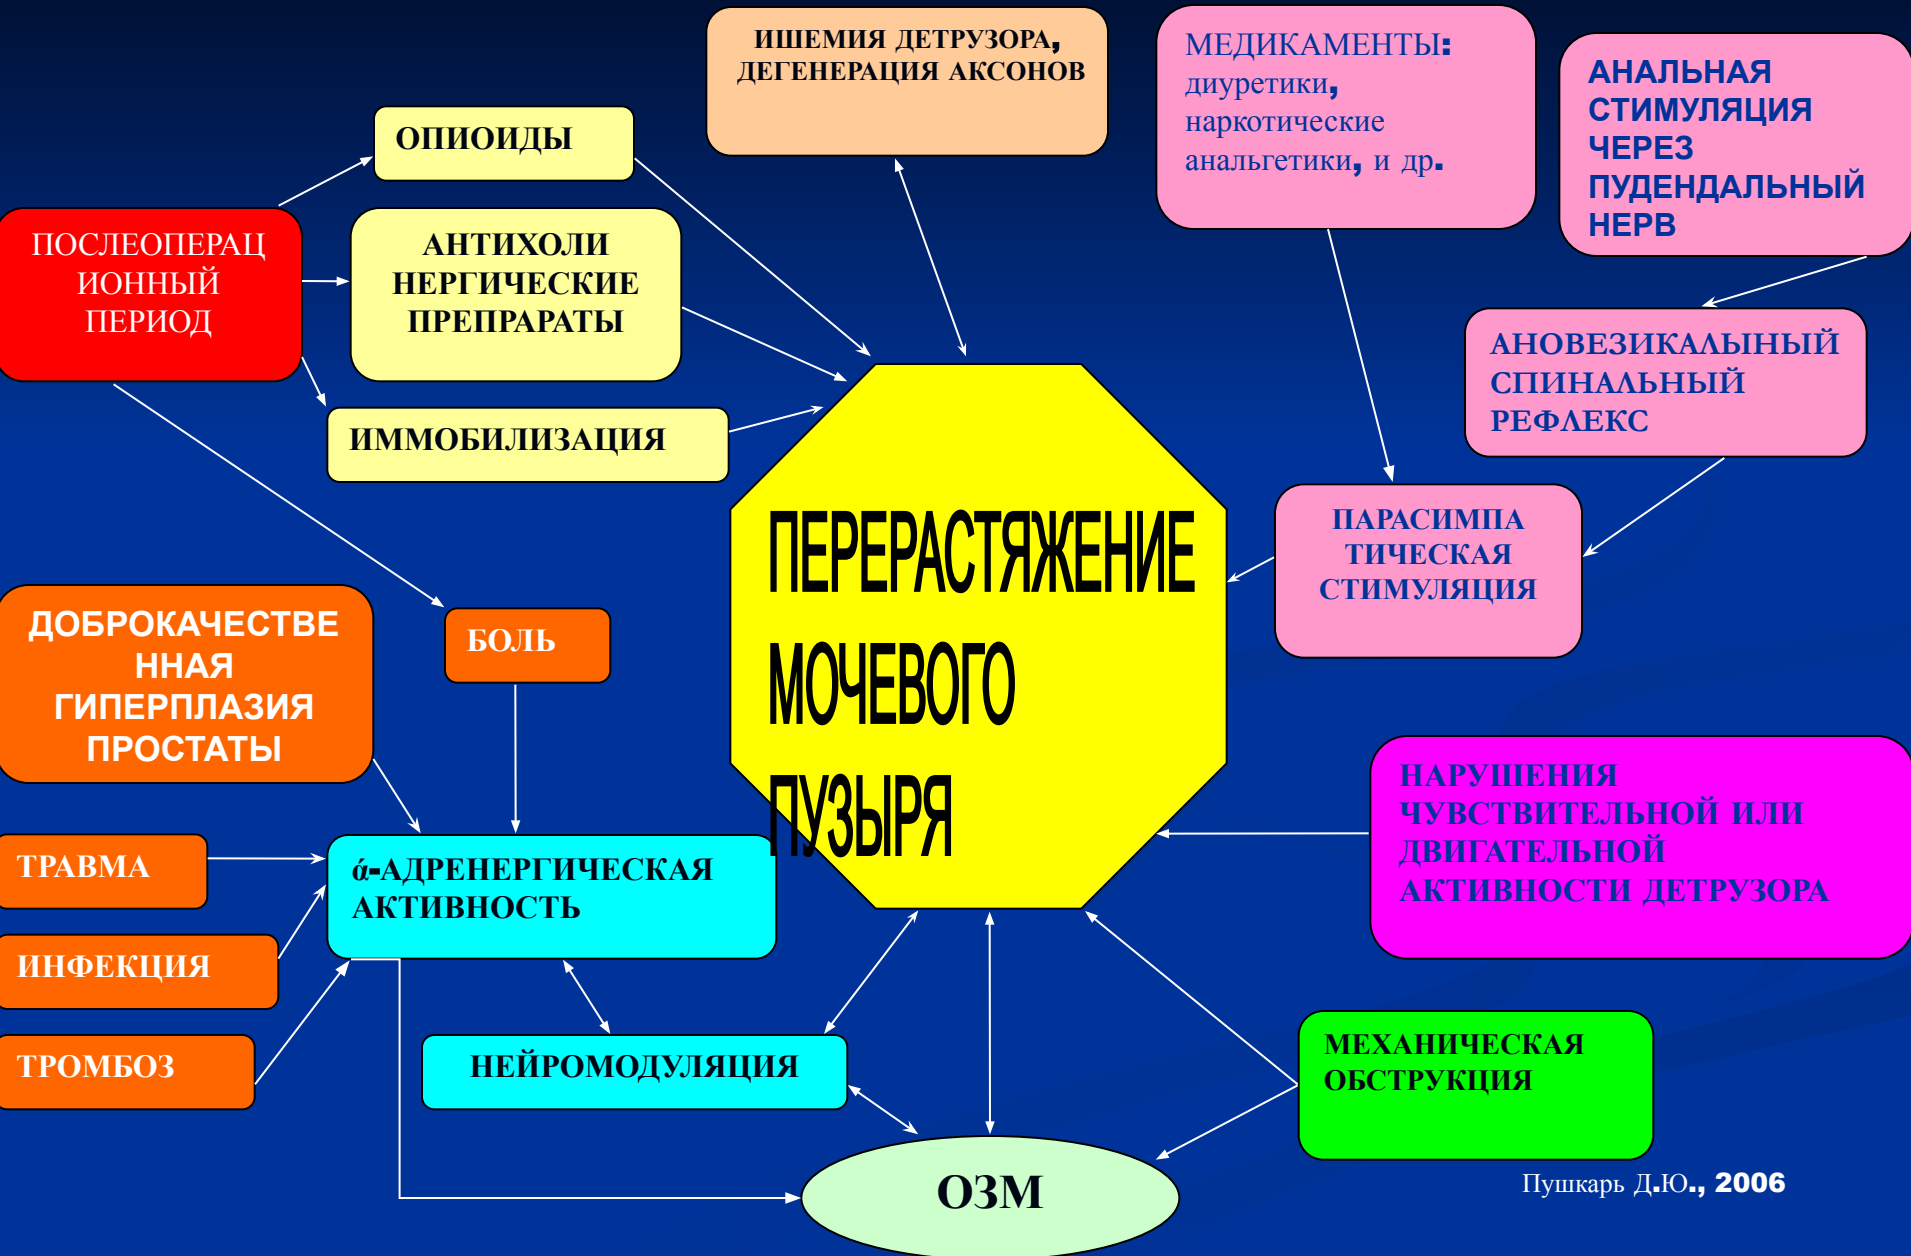 ИШЕМИЯ ДЕТРУЗОРА,
ДЕГЕНЕРАЦИЯ АКСОНОВ
МЕДИКАМЕНТЫ:
диуретики,
наркотические
анальгетики, и др.
АНАЛЬНАЯ
СТИМУЛЯЦИЯ
ЧЕРЕЗ
ПУДЕНДАЛЬНЫЙ
НЕРВ
ОПИОИДЫ
ПОСЛЕОПЕРАЦ
ИОННЫЙ
ПЕРИОД
АНТИХОЛИ
НЕРГИЧЕСКИЕ
ПРЕПРАРАТЫ
ИММОБИЛИЗАЦИЯ
АНОВЕЗИКАЛЫНЫЙ
СПИНАЛЬНЫЙ
РЕФЛЕКС
ПАРАСИМПА
ТИЧЕСКАЯ
СТИМУЛЯЦИЯ
ПЕРЕРАСТЯЖЕНИЕ
МОЧЕВОГО
ПУЗЫРЯ
ДОБРОКАЧЕСТВЕ
ННАЯ
ГИПЕРПЛАЗИЯ
ПРОСТАТЫ
БОЛЬ
НАРУШЕНИЯ
ЧУВСТВИТЕЛЬНОЙ ИЛИ
ДВИГАТЕЛЬНОЙ
АКТИВНОСТИ ДЕТРУЗОРА
ТРАВМА
ά-АДРЕНЕРГИЧЕСКАЯ
АКТИВНОСТЬ
ИНФЕКЦИЯ
ТРОМБОЗ
НЕЙРОМОДУЛЯЦИЯ
МЕХАНИЧЕСКАЯ
ОБСТРУКЦИЯ
ОЗМ
Пушкарь Д.Ю., 2006